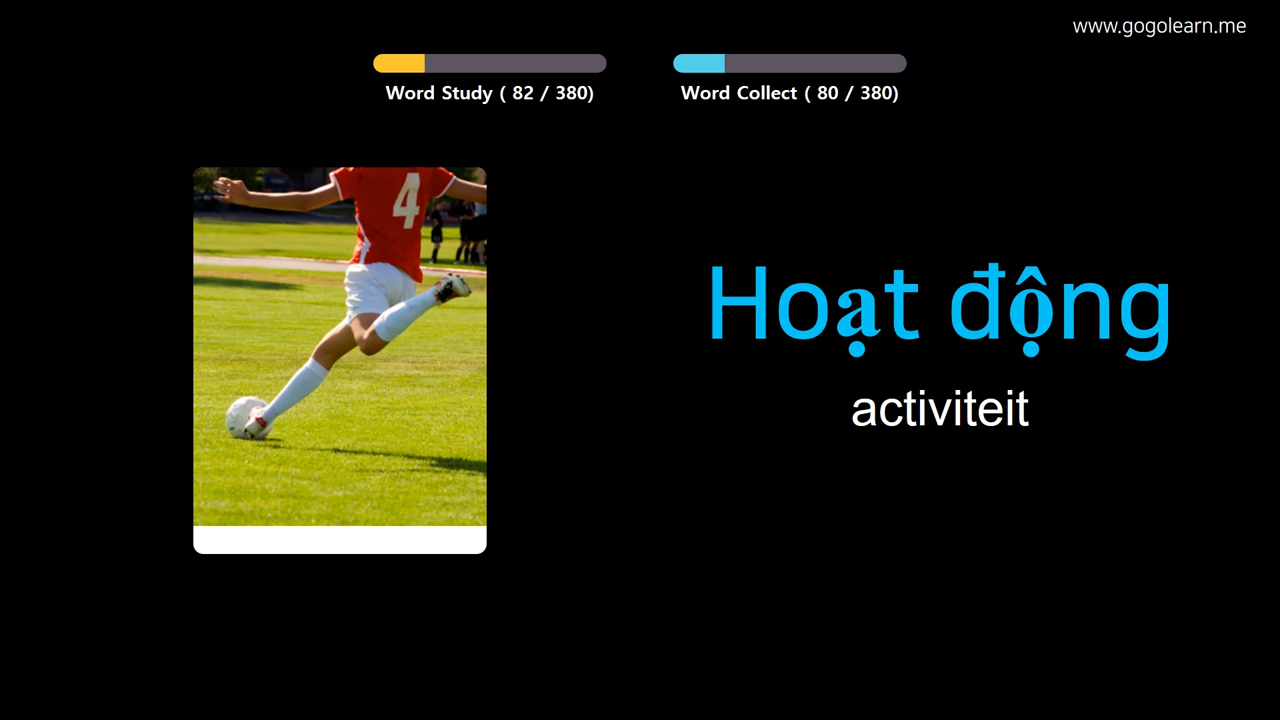 www.gogolearn.me
Word Study ( 82 / 380)
Word Collect ( 80 / 380)
4
Hoạt động
activiteit